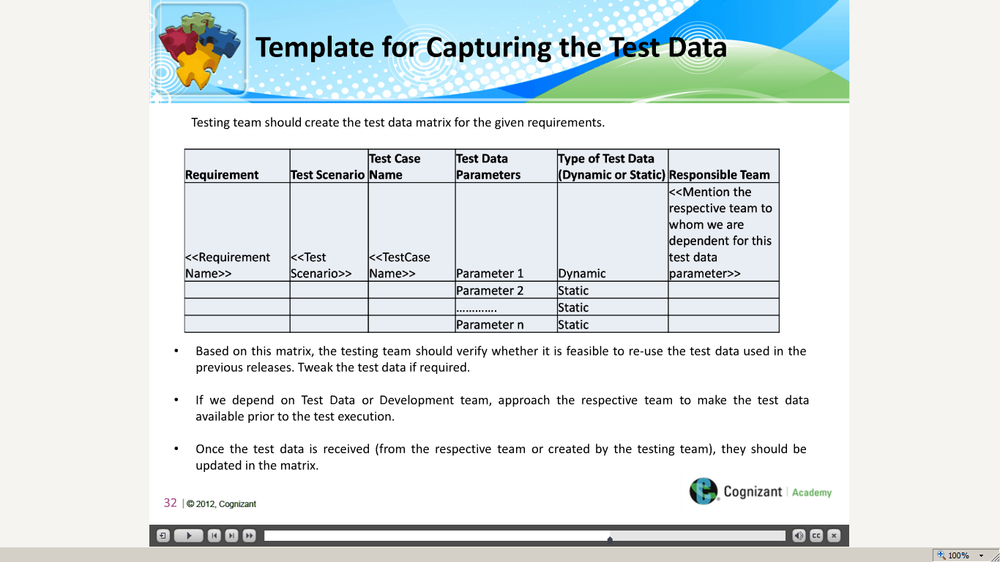 Template for Capturing the Test Data
Testing team should create the test data matrix for the given requirements.
Requirement Test Scenario Test Case Name Test Data Parameters Type of Test Data (Dynamic or Static) Responsible Team
<<Requirement Name>> <<Test Scenario>> <<TestCase Name>> Parameter 1 Dynamic <<Mention the respective team to whom we are dependent for this test data parameter>>
Parameter 2 Static
............. Static
Parameter n Static
• Based on this matrix, the testing team should verify whether it is feasible to re-use the test data used in the
previous releases. Tweak the test data if required.
• If we depend on Test Data or Development team, approach the respective team to make the test data
available prior to the test execution.
• Once the test data is received (from the respective team or created by the testing team), they should be
updated in the matrix.
Cognizant | Academy
32 | © 2012, Cognizant
CC
100%